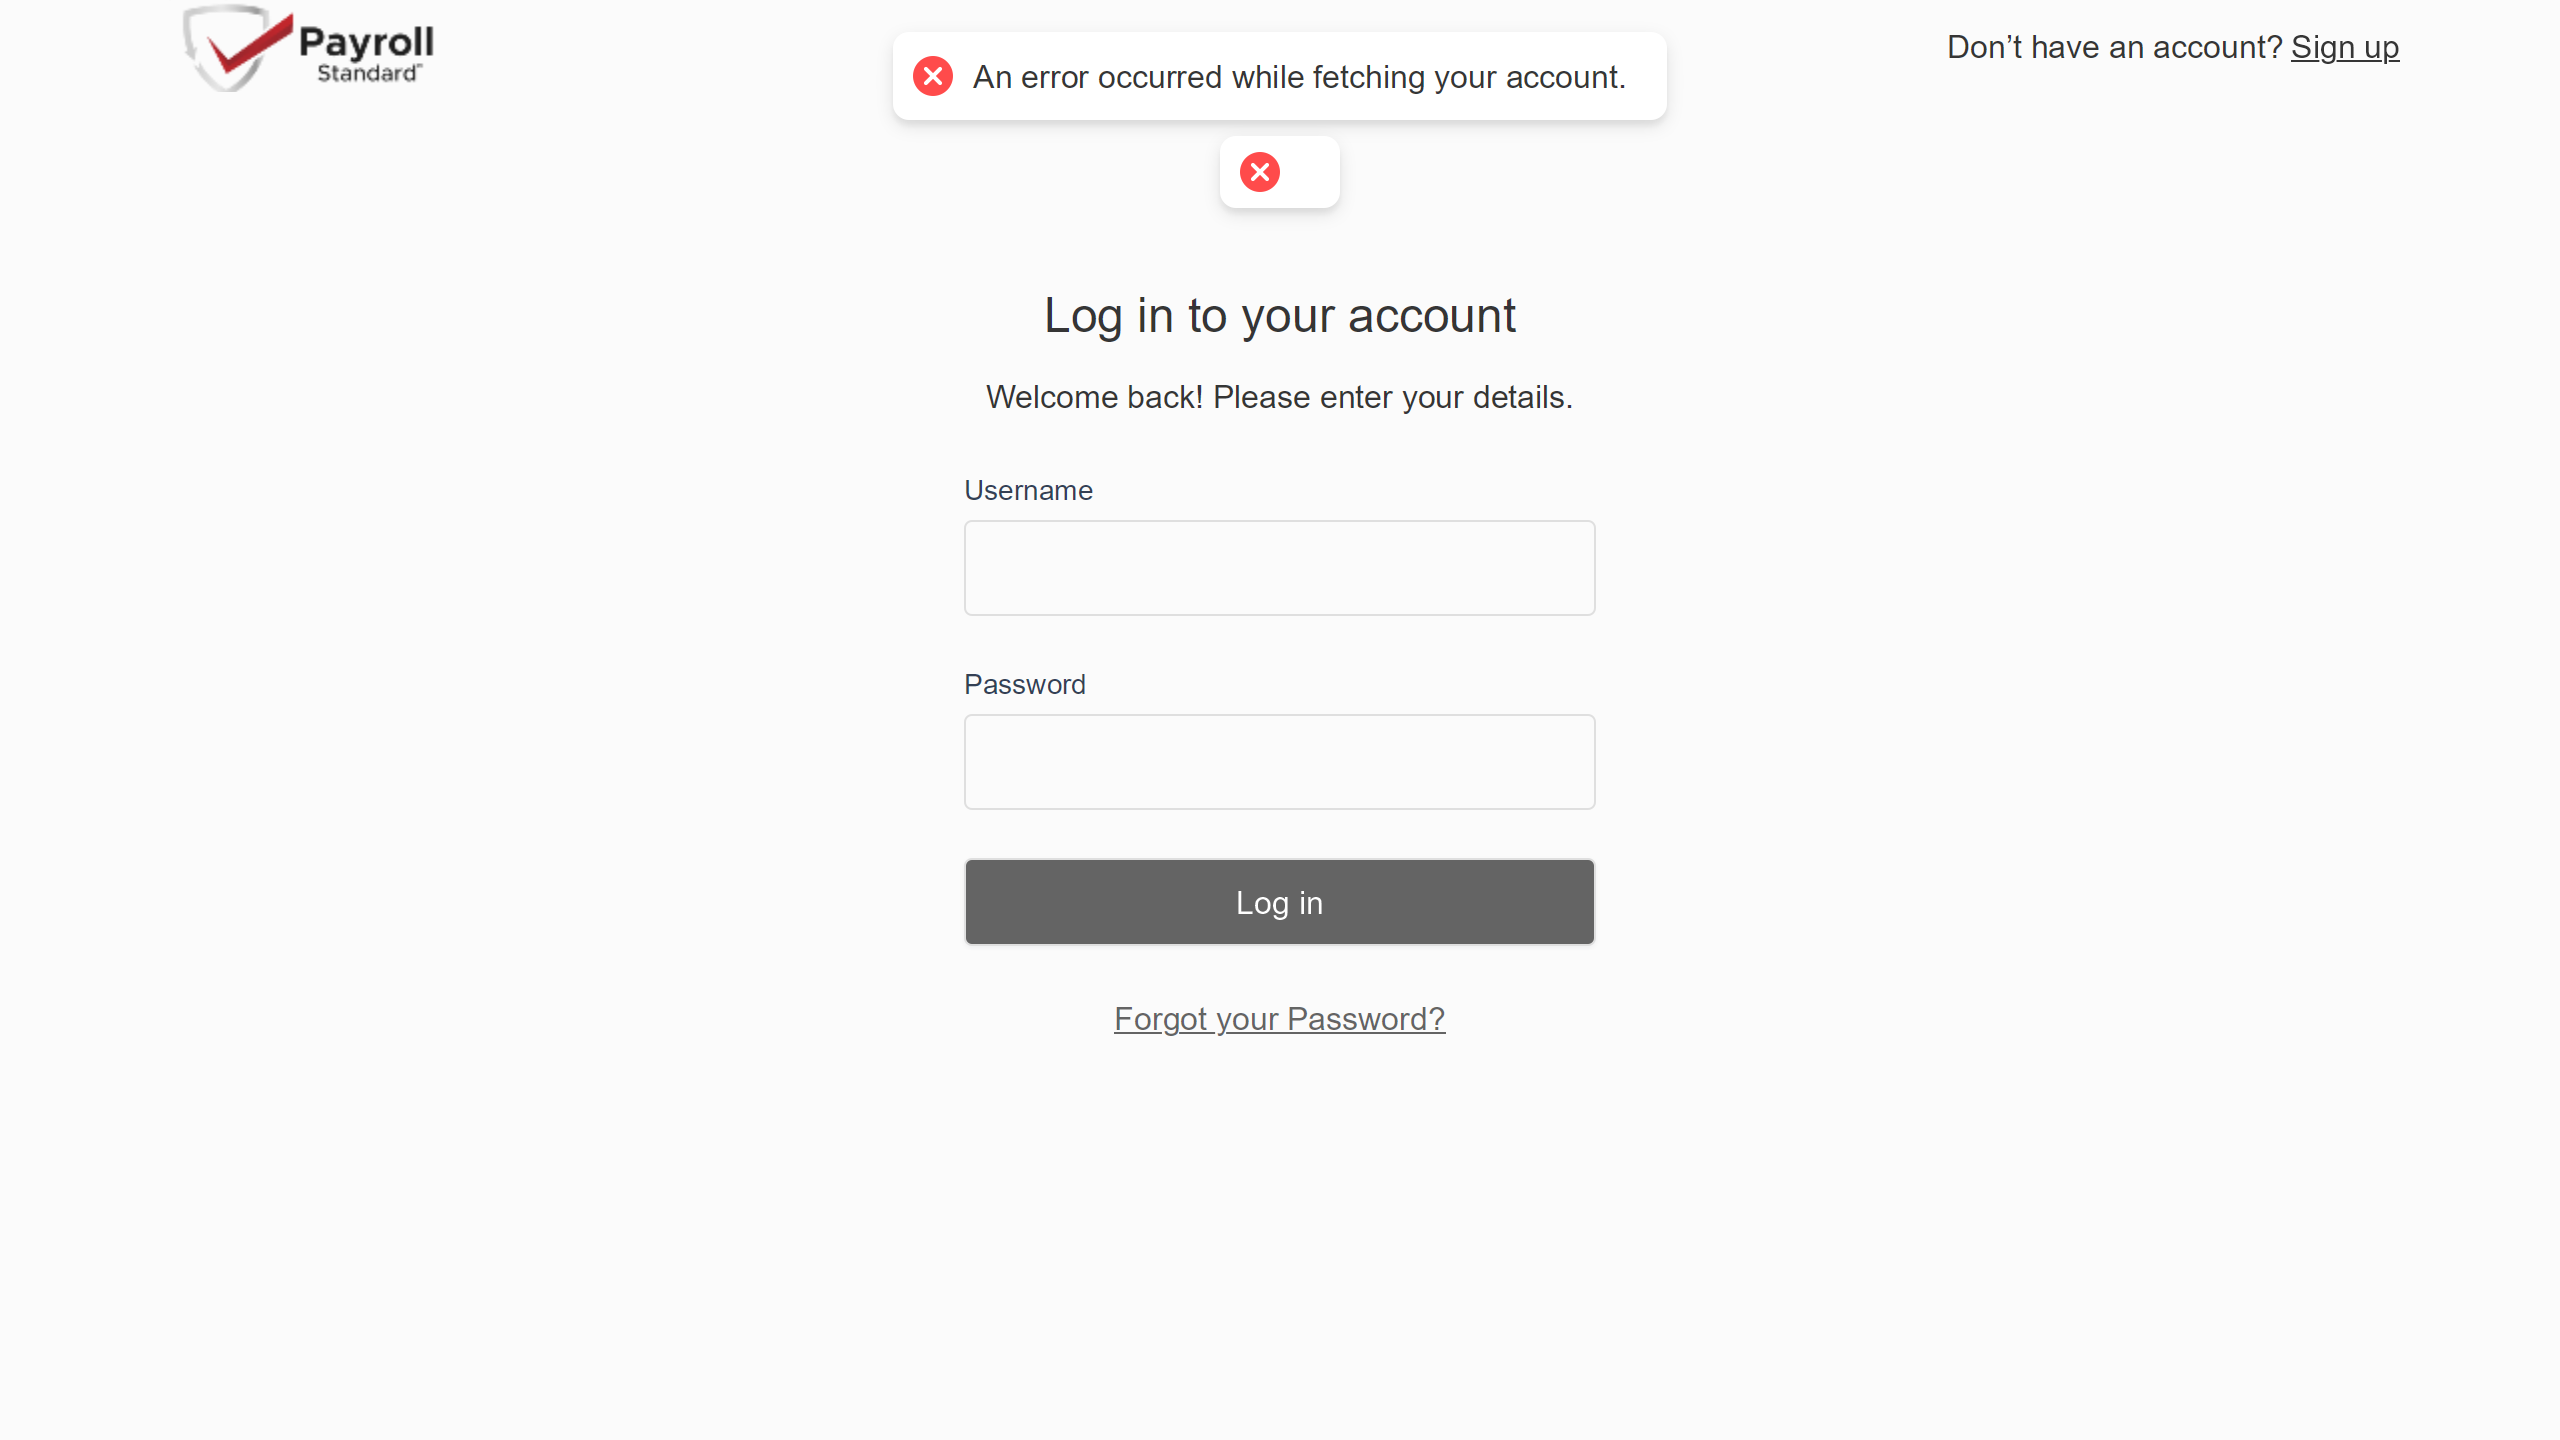 Payroll
Standard™
An error occurred while fetching your account.
Don’t have an account? Sign up
Log in to your account
Welcome back! Please enter your details.
Username
Password
Log in
Forgot your Password?